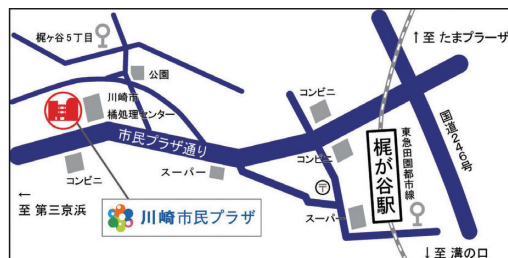 梶ケ谷5丁目
↑至 たまプラーザ
公園
コンビニ
川崎市
橘処理センター
国道246号
市民プラザ通り
コンビニ
東急田園都市線
梶が谷駅
コンビニ
スーパー
〒
スーパー
←
至 第三京浜
川崎市民プラザ
↓至 溝の口